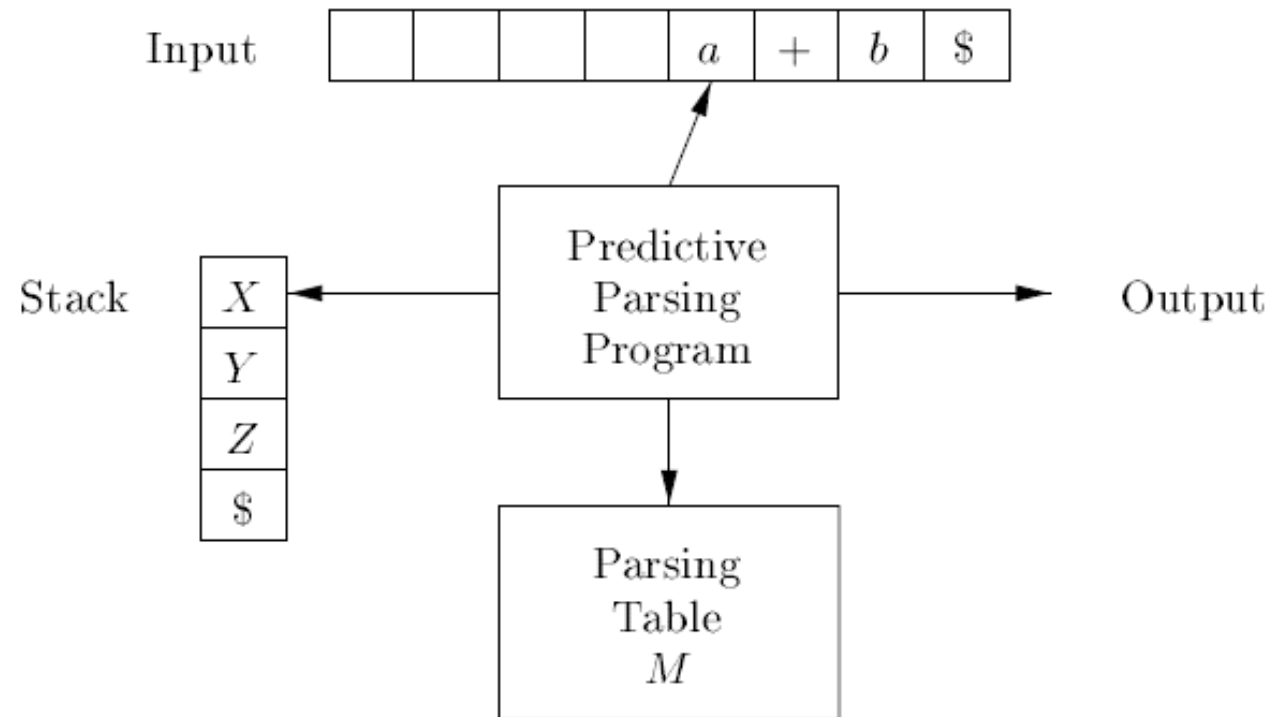 Input a + b $
Predictive
Parsing
Program
Stack X
Y
Z
$
Output
Parsing
Table
M